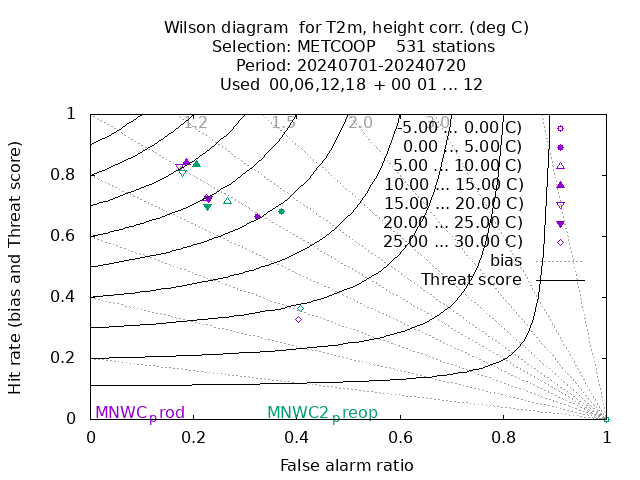 Wilson diagram  for T2m, height corr. (deg C)
Selection: METCOOP    531 stations
Period: 20240701-20240720
Used  00,06,12,18  + 00 01 ... 12
Hit rate (bias and Threat score)
1
0.8
0.6
0.4
0.2
0
1.2
1.5
2.0
3.0
-5.00 ... 0.00 C)
0.00 ... 5.00 C)
5.00 ... 10.00 C)
10.00 ... 15.00 C)
15.00 ... 20.00 C)
20.00 ... 25.00 C)
25.00 ... 30.00 C)
bias
Threat score
MNWC_prod
MNWC2_preop
0
0.2
0.4
0.6
0.8
1
False alarm ratio